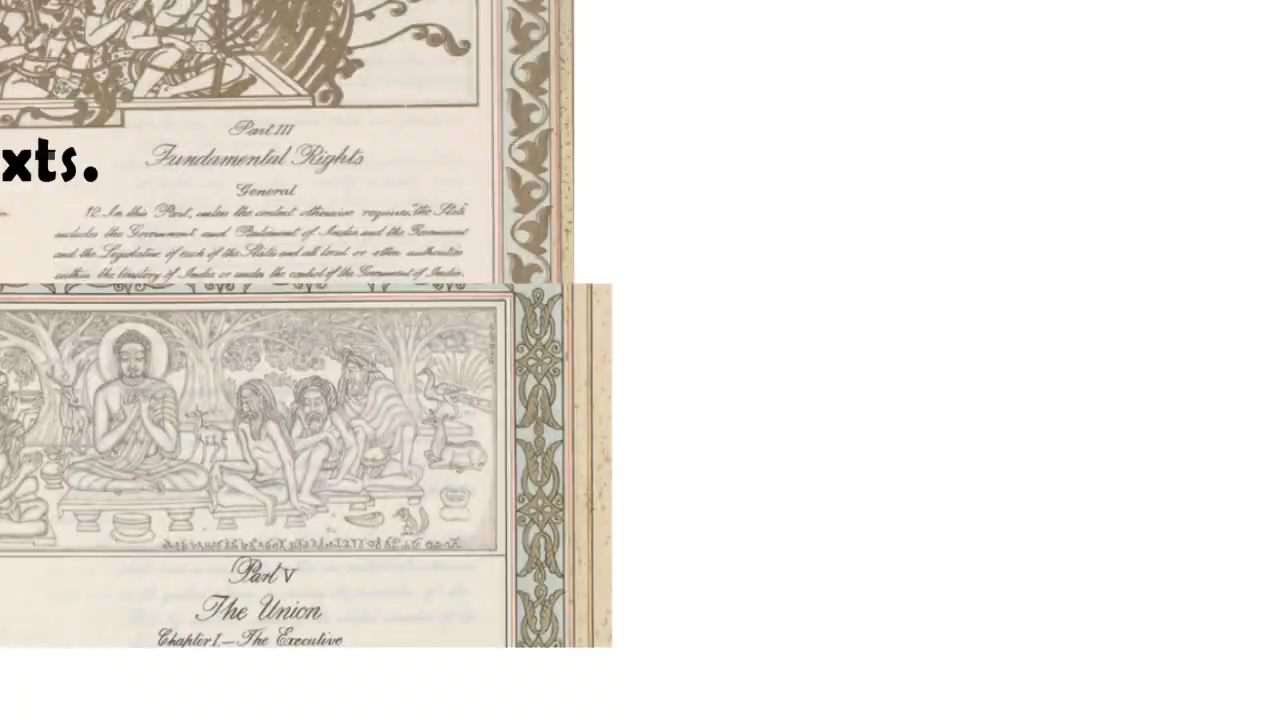 Part III
xts.
Fundamental Rights
General
12. In this Part, unless the context otherwise requires, "the State"
includes the Government and Parliament of India and the Government
and the Legislature of each of the States and all local or other authorities
within the territory of India or under the control of the Government of India.
Part V
The Union
Chapter I.—The Executive